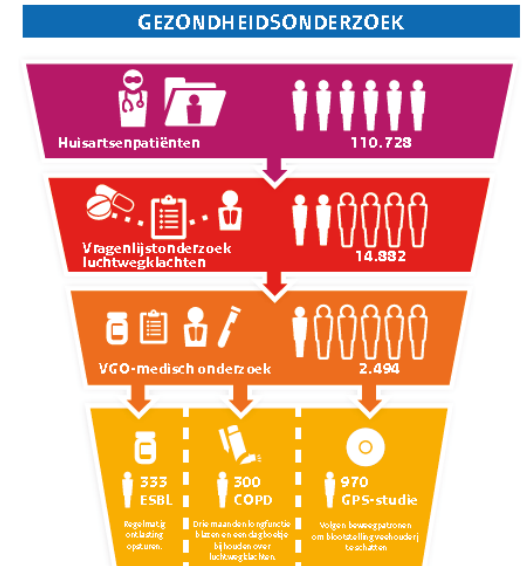 GEZONDHEIDSONDERZOEK
Huisartsenpatiënten
110.728
Vragenlijstonderzoek
luchtwegklachten
14.882
VGO-medisch onderzoek
2.494
333
ESBL
Regelmatig
ontlasting
opsturen.
300
COPD
Drie maanden longfunctie
blazen en een dagboekje
bijhouden over
luchtwegklachten.
970
GPS-studie
Volgen beweegpatronen
om blootstelling veehouderij
te schatten